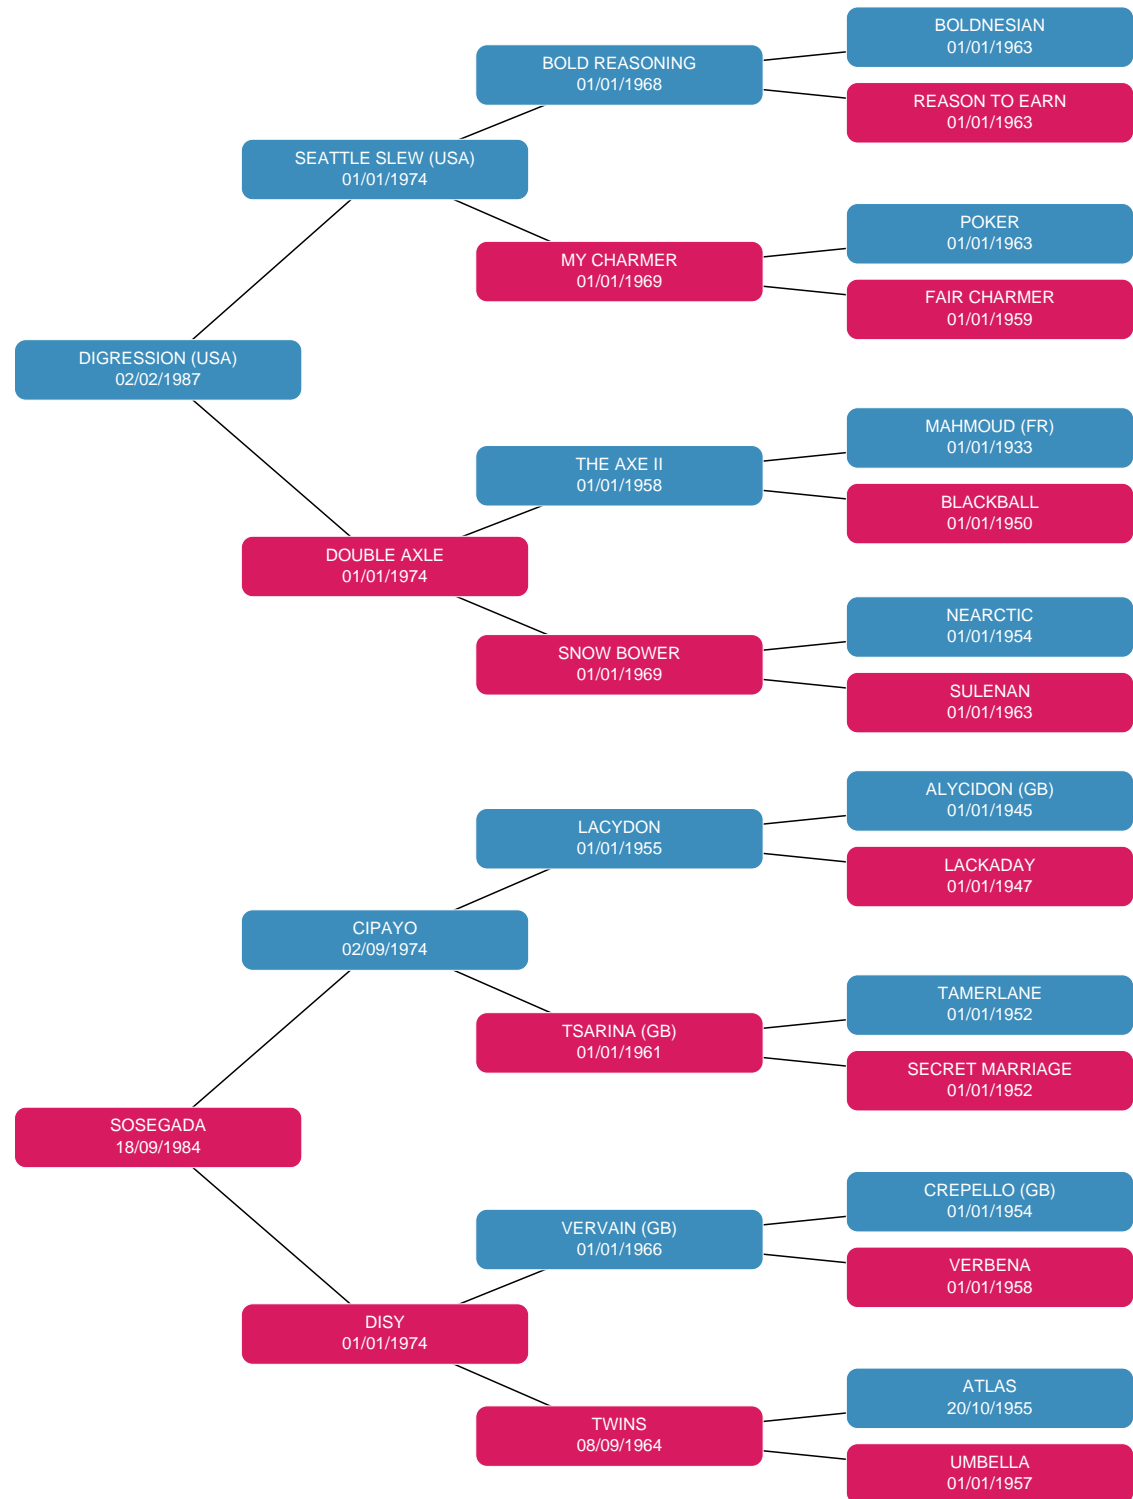 BOLDNESIAN
01/01/1963
BOLD REASONING
01/01/1968
REASON TO EARN
01/01/1963
SEATTLE SLEW (USA)
01/01/1974
POKER
01/01/1963
MY CHARMER
01/01/1969
FAIR CHARMER
01/01/1959
DIGRESSION (USA)
02/02/1987
MAHMOUD (FR)
01/01/1933
THE AXE II
01/01/1958
BLACKBALL
01/01/1950
DOUBLE AXLE
01/01/1974
NEARCTIC
01/01/1954
SNOW BOWER
01/01/1969
SULENAN
01/01/1963
ALYCIDON (GB)
01/01/1945
LACYDON
01/01/1955
LACKADAY
01/01/1947
CIPAYO
02/09/1974
TAMERLANE
01/01/1952
TSARINA (GB)
01/01/1961
SECRET MARRIAGE
01/01/1952
SOSEGADA
18/09/1984
CREPELLO (GB)
01/01/1954
VERVAIN (GB)
01/01/1966
VERBENA
01/01/1958
DISY
01/01/1974
ATLAS
20/10/1955
TWINS
08/09/1964
UMBELLA
01/01/1957